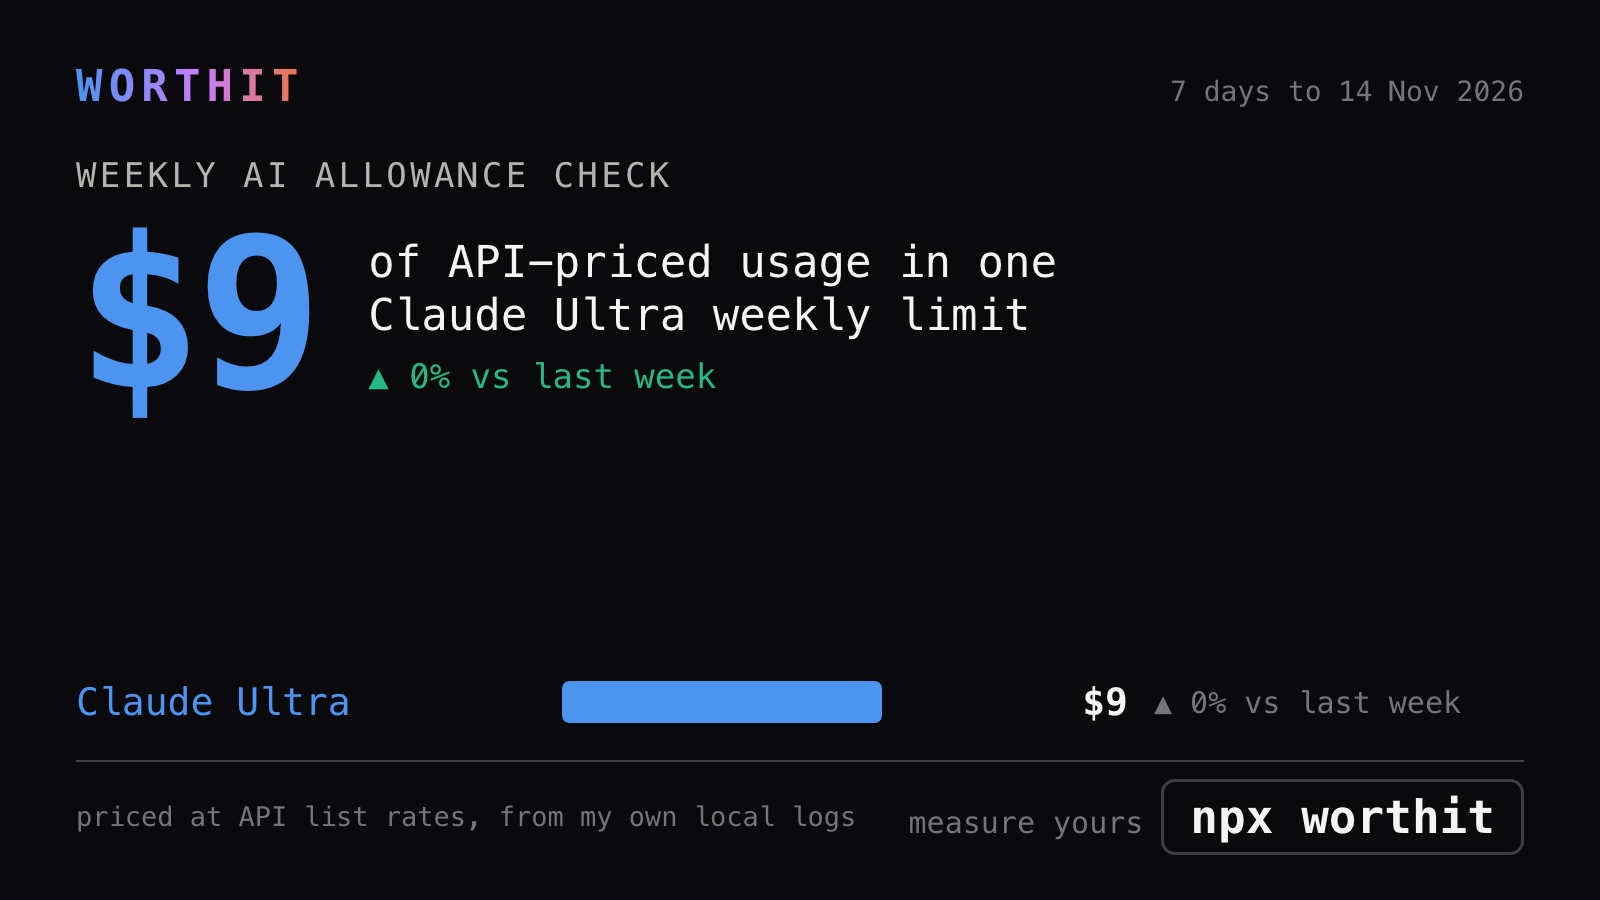 WORTHIT
7 days to 14 Nov 2026
WEEKLY AI ALLOWANCE CHECK
$9
of API−priced usage in one
Claude Ultra weekly limit
▲ 0% vs last week
Claude Ultra
$9 ▲ 0% vs last week
priced at API list rates, from my own local logs
measure yours
npx worthit